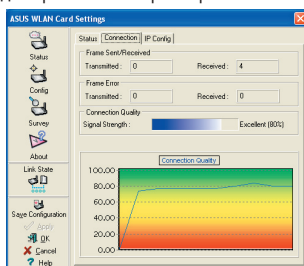 ASUS WLAN Card Settings
Status
Config
Survey
About
Link State
Save Configuration
Apply
OK
Cancel
Help
Status Connection IP Config
Frame Sent/Received
Transmitted: 0 Received: 4
Frame Error
Transmitted: 0 Received: 0
Connection Quality
Signal Strength: Excellent (80%)
Connection Quality
100.00
80.00
60.00
40.00
20.00
0.00